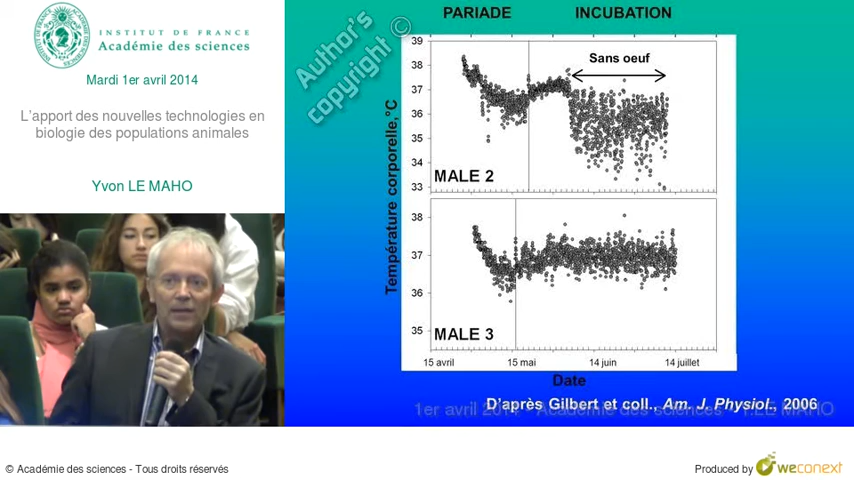 INSTITUT DE FRANCE
Académie des sciences
Mardi 1er avril 2014
L'apport des nouvelles technologies en
biologie des populations animales
Yvon LE MAHO
Author's
copyright ©
PARIADE INCUBATION
Température corporelle,°C
39
38
37
36
35
34
33
Sans oeuf
MALE 2
38
37
36
35
MALE 3
15 avril 15 mai 14 juin 14 juillet
Date
D'après Gilbert et coll., Am. J. Physiol., 2006
1er avril 2014 - Académie des sciences - Y.LE MAHO
© Académie des sciences - Tous droits réservés
Produced by weconext